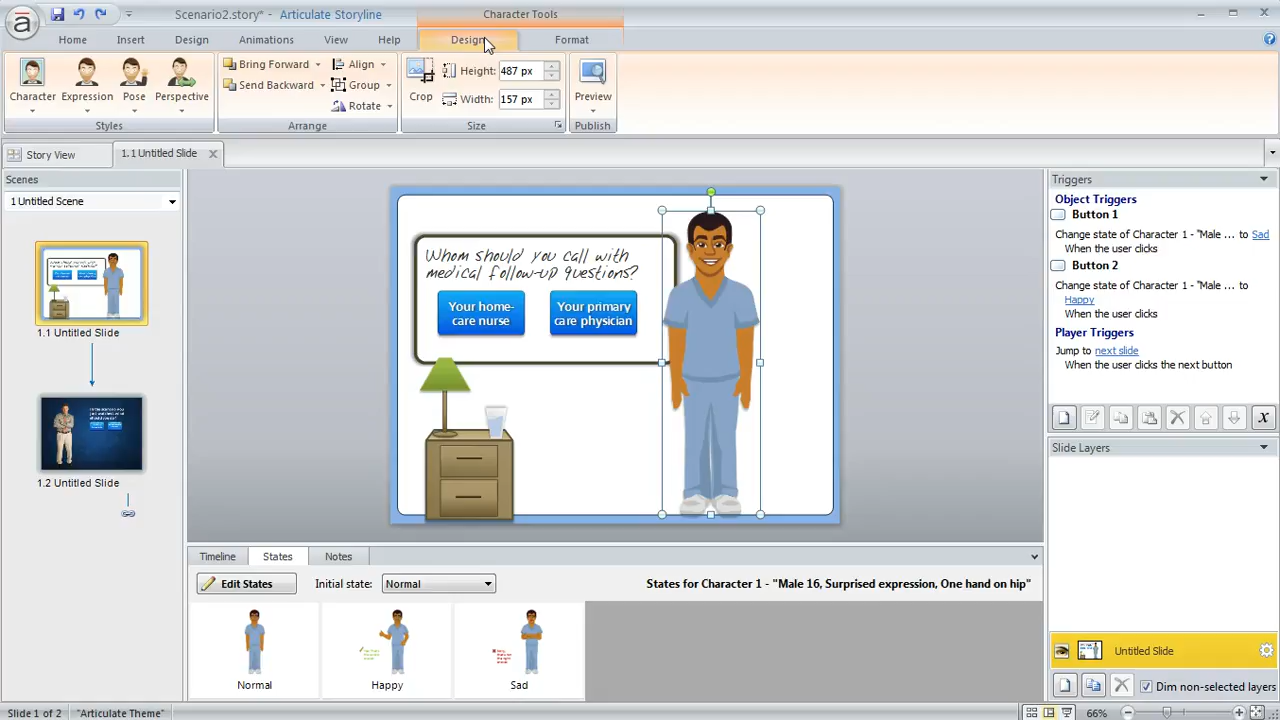 Scenario2.story* - Articulate Storyline
Character Tools
Home
Insert
Design
Animations
View
Help
Design
Format
Character
Expression
Pose
Perspective
Styles
Bring Forward
Send Backward
Align
Group
Rotate
Arrange
Crop
Height: 487 px
Width: 157 px
Size
Preview
Publish
Story View
1.1 Untitled Slide
Scenes
1 Untitled Scene
1.1 Untitled Slide
1.2 Untitled Slide
Whom should you call with
medical follow-up questions?
Your home-
care nurse
Your primary
care physician
Triggers
Object Triggers
Button 1
Change state of Character 1 - "Male ... to Sad
When the user clicks
Button 2
Change state of Character 1 - "Male ... to
Happy
When the user clicks
Player Triggers
Jump to next slide
When the user clicks the next button
Slide Layers
Untitled Slide
Dim non-selected layers
Timeline
States
Notes
Edit States
Initial state:
Normal
States for Character 1 - "Male 16, Surprised expression, One hand on hip"
Normal
Happy
Sad
Slide 1 of 2
"Articulate Theme"
66%